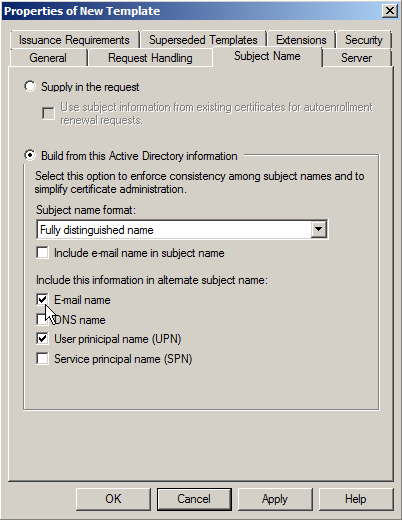 Properties of New Template
Issuance Requirements
Superseded Templates
Extensions
Security
General
Request Handling
Subject Name
Server
Supply in the request
Use subject information from existing certificates for autoenrollment
renewal requests.
Build from this Active Directory information
Select this option to enforce consistency among subject names and to
simplify certificate administration.
Subject name format:
Fully distinguished name
Include e-mail name in subject name
Include this information in alternate subject name:
E-mail name
DNS name
User prinicipal name (UPN)
Service principal name (SPN)
OK
Cancel
Apply
Help